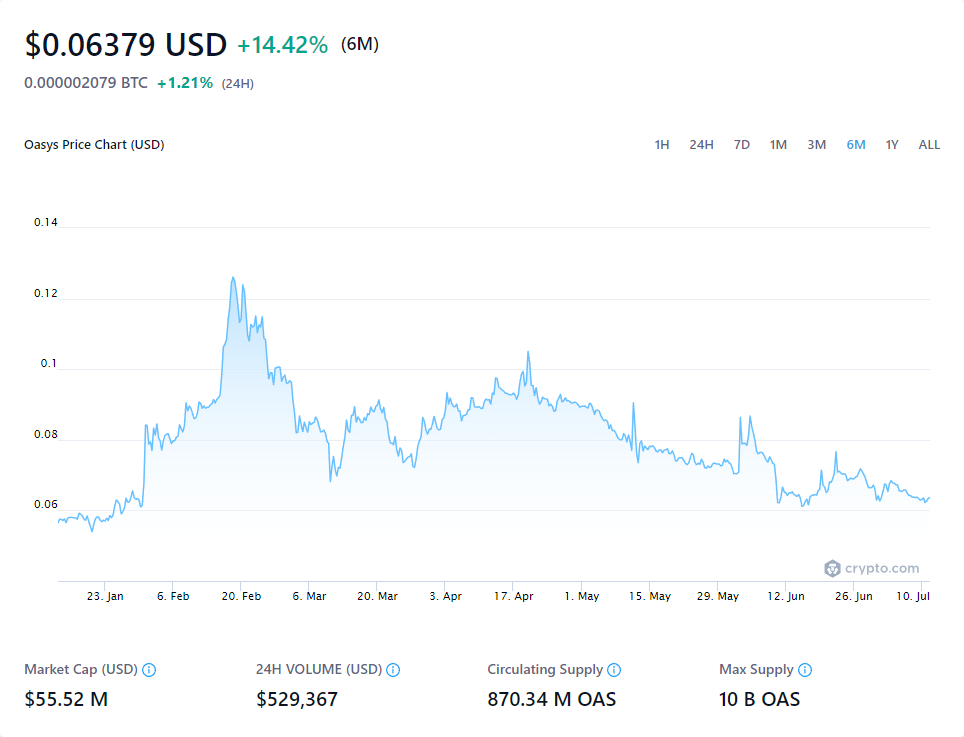 $0.06379 USD +14.42% (6M)
0.000002079 BTC +1.21% (24H)
Oasys Price Chart (USD) 1H 24H 7D 1M 3M 6M 1Y ALL
0.14
0.12
0.1
0.08
0.06
crypto.com
23. Jan 6. Feb 20. Feb 6. Mar 20. Mar 3. Apr 17. Apr 1. May 15. May 29. May 12. Jun 26. Jun 10. Jul
Market Cap (USD) 24H VOLUME (USD) Circulating Supply Max Supply
$55.52 M $529,367 870.34 M OAS 10 B OAS